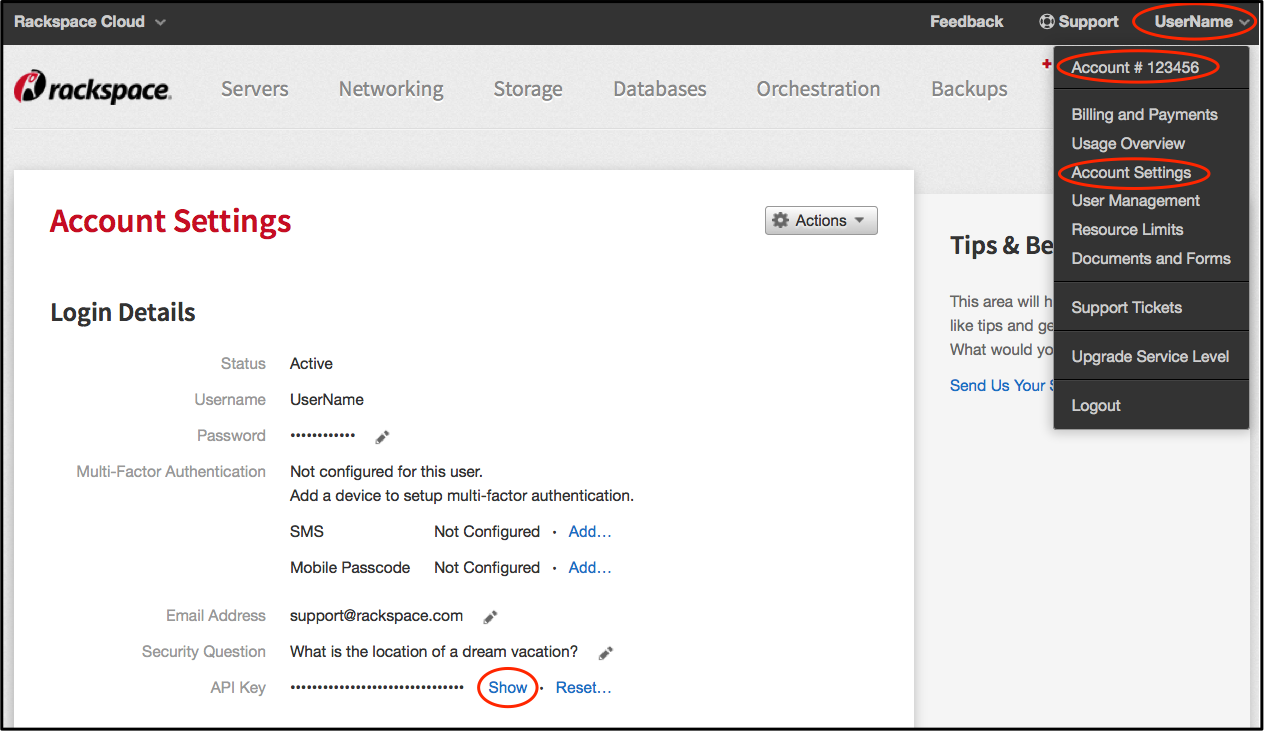 Rackspace Cloud Feedback Support UserName
rackspace. Servers Networking Storage Databases Orchestration Backups
Account # 123456
Billing and Payments
Usage Overview
Account Settings
User Management
Resource Limits
Documents and Forms
Support Tickets
Upgrade Service Level
Logout
Account Settings Actions
Login Details
Status Active
Username UserName
Password ••••••••••••
Multi-Factor Authentication Not configured for this user.
Add a device to setup multi-factor authentication.
SMS Not Configured · Add...
Mobile Passcode Not Configured · Add...
Email Address support@rackspace.com
Security Question What is the location of a dream vacation?
API Key •••••••••••••••••••••••••••••••• Show · Reset...
Tips & Be
This area will h
like tips and ge
What would yo
Send Us Your S